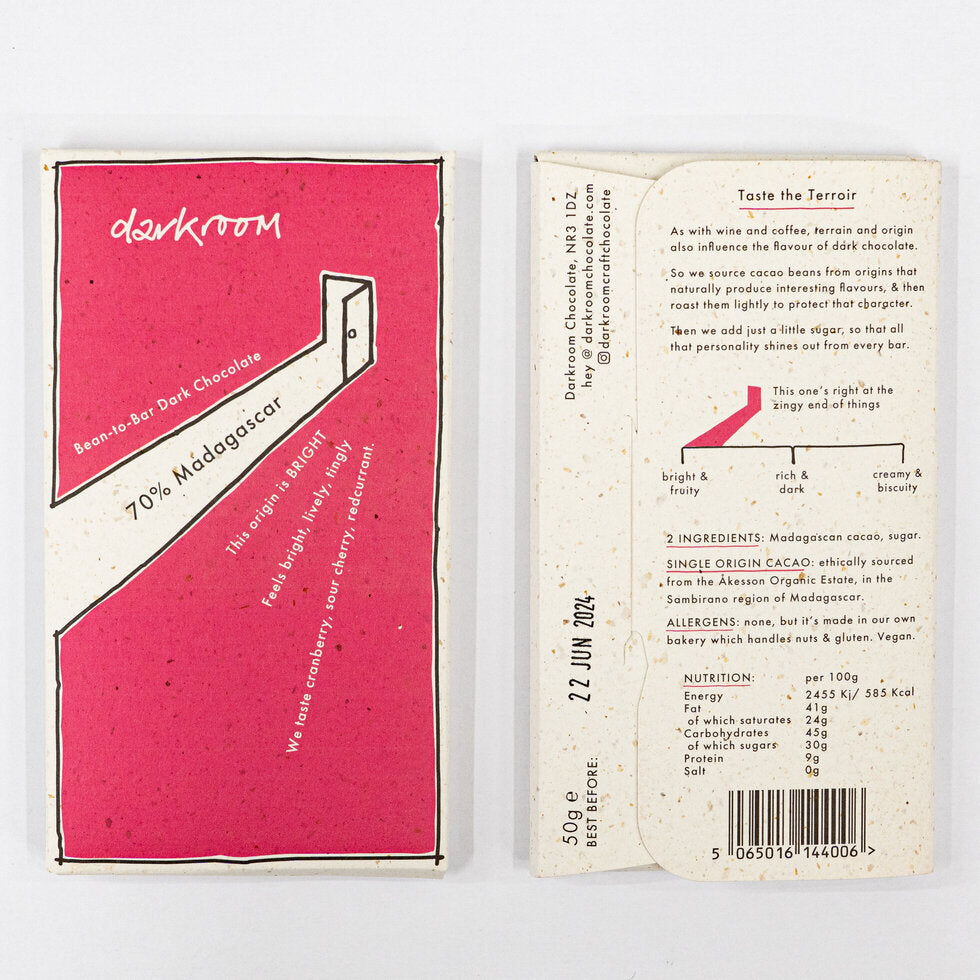 darkroom
Bean-to-Bar Dark Chocolate
70% Madagascar
This origin is BRIGHT
Feels bright, lively, tingly
We taste cranberry, sour cherry, redcurrant.
Darkroom Chocolate, NR3 1DZ
hey @ darkroomchocolate.com
darkroomcraftchocolate
22 JUN 2024
50g e
BEST BEFORE:
Taste the Terroir
As with wine and coffee, terrain and origin
also influence the flavour of dark chocolate.
So we source cacao beans from origins that
naturally produce interesting flavours, & then
roast them lightly to protect that character.
Then we add just a little sugar, so that all
that personality shines out from every bar.
This one's right at the
zingy end of things
bright &
fruity
rich &
dark
creamy &
biscuity
2 INGREDIENTS: Madagascan cacao, sugar.
SINGLE ORIGIN CACAO: ethically sourced
from the Åkesson Organic Estate, in the
Sambirano region of Madagascar.
ALLERGENS: none, but it's made in our own
bakery which handles nuts & gluten. Vegan.
NUTRITION: per 100g
Energy 2455 Kj/ 585 Kcal
Fat 41g
of which saturates 24g
Carbohydrates 45g
of which sugars 30g
Protein 9g
Salt 0g
5 065016 144006 >